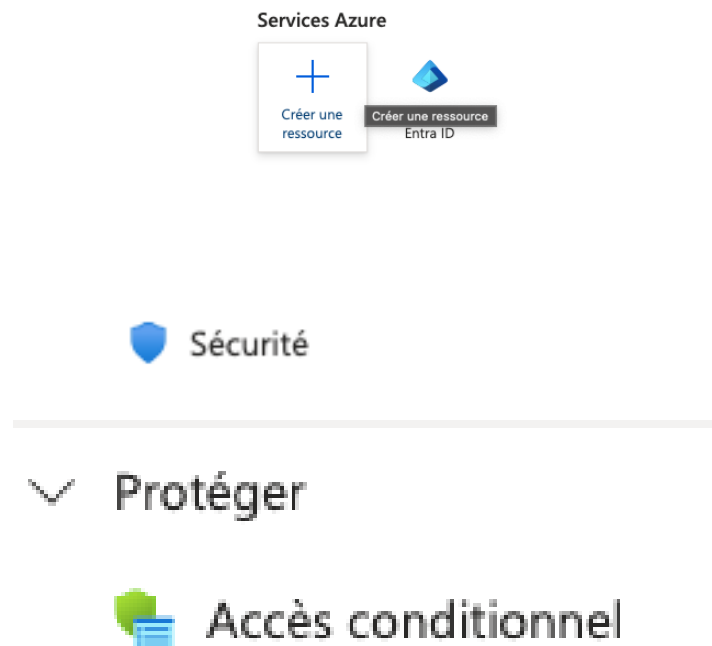 Services Azure
Créer une
ressource
Créer une ressource
Entra ID
Sécurité
Protéger
Accès conditionnel